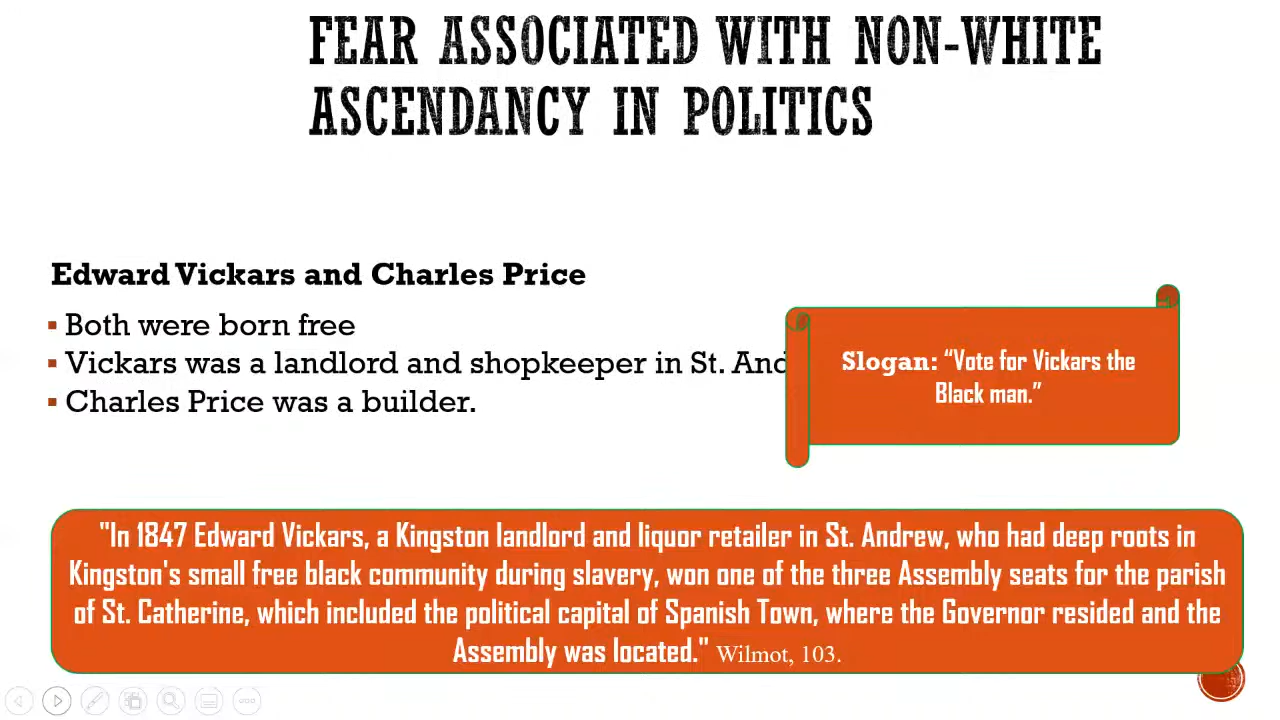 FEAR ASSOCIATED WITH NON-WHITE
ASCENDANCY IN POLITICS
Edward Vickars and Charles Price
▪ Both were born free
▪ Vickars was a landlord and shopkeeper in St.
▪ Charles Price was a builder.
Slogan: “Vote for Vickars the
Black man.”
"In 1847 Edward Vickars, a Kingston landlord and liquor retailer in St. Andrew, who had deep roots in
Kingston's small free black community during slavery, won one of the three Assembly seats for the parish
of St. Catherine, which included the political capital of Spanish Town, where the Governor resided and the
Assembly was located." Wilmot, 103.